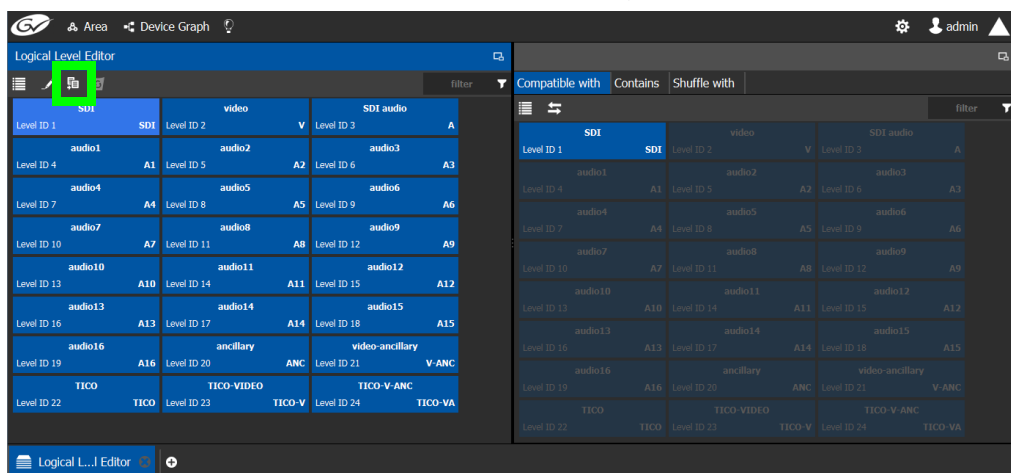 GV Area Device Graph admin
Logical Level Editor
filter
Compatible with Contains Shuffle with
filter
SDI video SDI audio
Level ID 1 SDI Level ID 2 V Level ID 3 A
audio1 audio2 audio3
Level ID 4 A1 Level ID 5 A2 Level ID 6 A3
audio4 audio5 audio6
Level ID 7 A4 Level ID 8 A5 Level ID 9 A6
audio7 audio8 audio9
Level ID 10 A7 Level ID 11 A8 Level ID 12 A9
audio10 audio11 audio12
Level ID 13 A10 Level ID 14 A11 Level ID 15 A12
audio13 audio14 audio15
Level ID 16 A13 Level ID 17 A14 Level ID 18 A15
audio16 ancillary video-ancillary
Level ID 19 A16 Level ID 20 ANC Level ID 21 V-ANC
TICO TICO-VIDEO TICO-V-ANC
Level ID 22 TICO Level ID 23 TICO-V Level ID 24 TICO-VA
SDI video SDI audio
Level ID 1 SDI Level ID 2 V Level ID 3 A
audio1 audio2 audio3
Level ID 4 A1 Level ID 5 A2 Level ID 6 A3
audio4 audio5 audio6
Level ID 7 A4 Level ID 8 A5 Level ID 9 A6
audio7 audio8 audio9
Level ID 10 A7 Level ID 11 A8 Level ID 12 A9
audio10 audio11 audio12
Level ID 13 A10 Level ID 14 A11 Level ID 15 A12
audio13 audio14 audio15
Level ID 16 A13 Level ID 17 A14 Level ID 18 A15
audio16 ancillary video-ancillary
Level ID 19 A16 Level ID 20 ANC Level ID 21 V-ANC
TICO TICO-VIDEO TICO-V-ANC
Level ID 22 TICO Level ID 23 TICO-V Level ID 24 TICO-VA
Logical L...l Editor